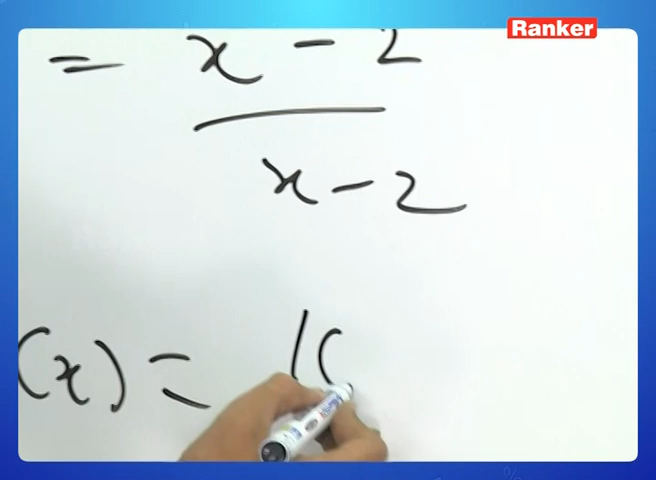 Ranker
= x - 2
x - 2
(x) = 1(